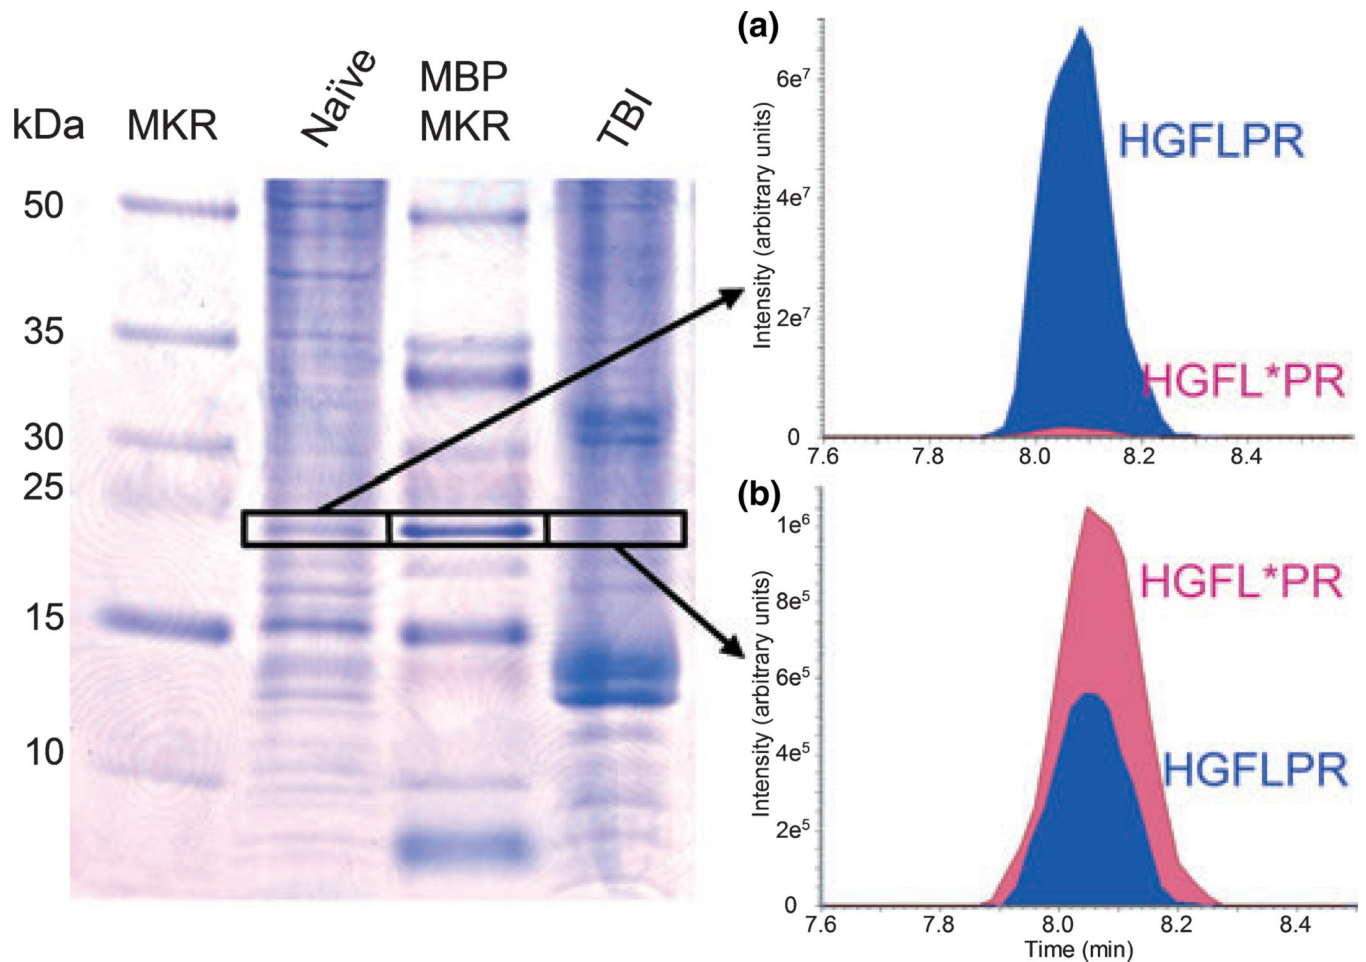 kDa
MKR
Naïve
MBP
MKR
TBI
50
35
30
25
15
10
(a)
Intensity (arbitrary units)
6e⁷
4e⁷
2e⁷
0
HGFLPR
HGFL*PR
7.6 7.8 8.0 8.2 8.4
(b)
Intensity (arbitrary units)
1e⁶
8e⁵
6e⁵
4e⁵
2e⁵
0
HGFL*PR
HGFLPR
7.6 7.8 8.0 8.2 8.4
Time (min)